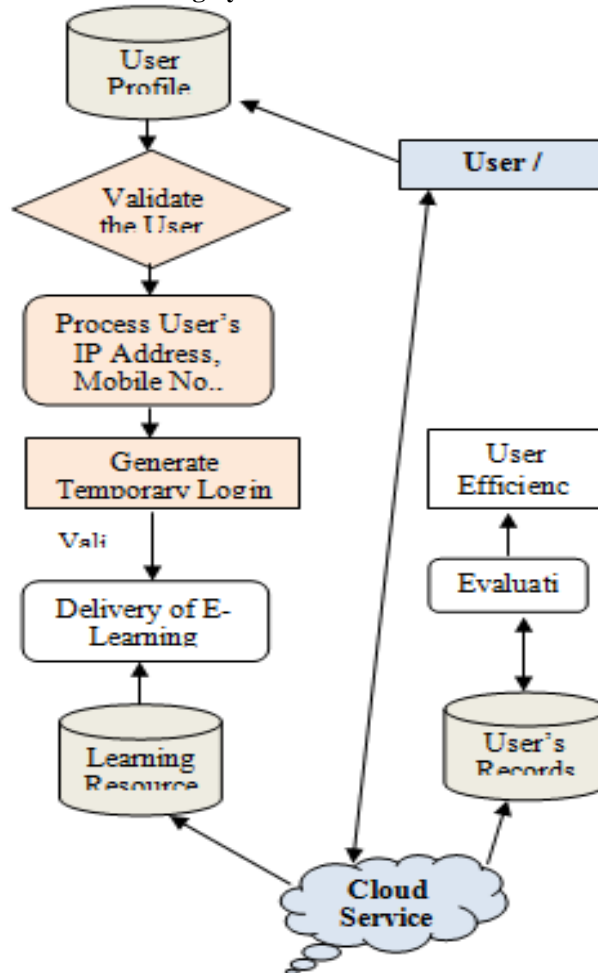 User
Profile
User /
Validate
the User
Process User’s
IP Address,
Mobile No..
Generate
Temporary Login
User
Efficienc
Vali
Evaluati
Delivery of E-
Learning
Learning
Resource
User’s
Records
Cloud
Service